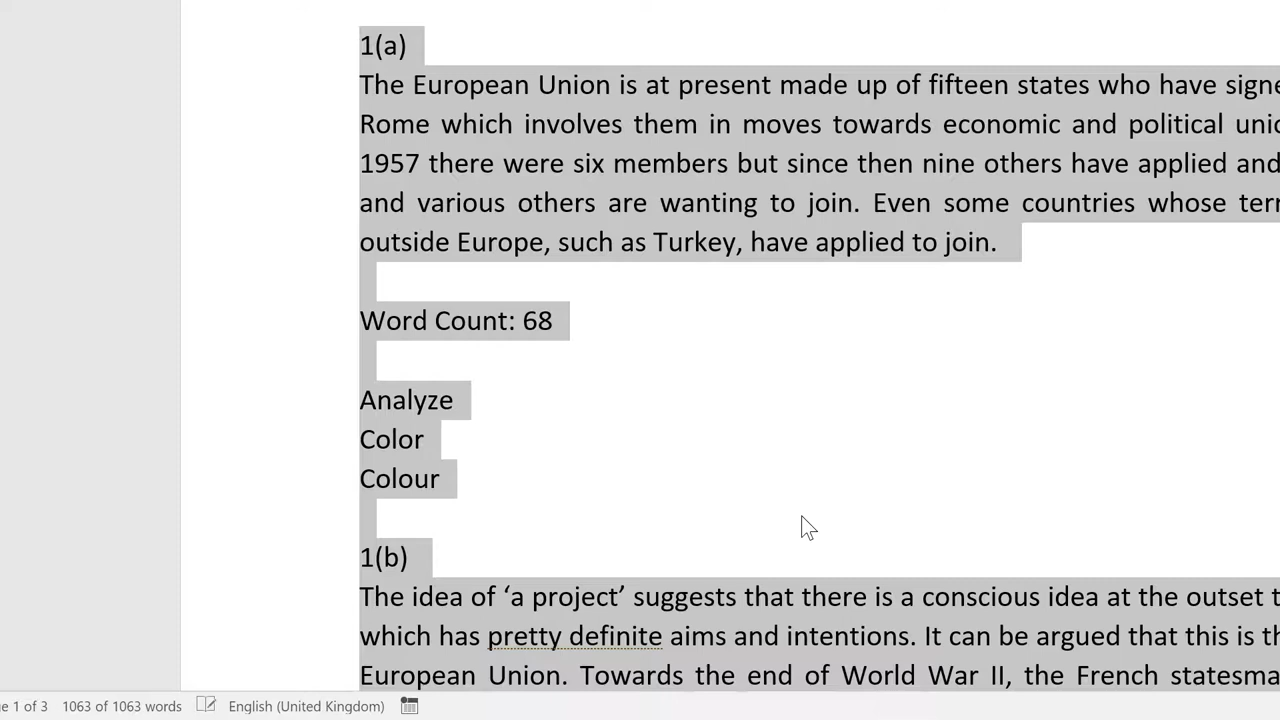 1(a)
The European Union is at present made up of fifteen states who have signe
Rome which involves them in moves towards economic and political unio
1957 there were six members but since then nine others have applied and
and various others are wanting to join. Even some countries whose terr
outside Europe, such as Turkey, have applied to join.
Word Count: 68
Analyze
Color
Colour
1(b)
The idea of ‘a project’ suggests that there is a conscious idea at the outset t
which has pretty definite aims and intentions. It can be argued that this is th
European Union. Towards the end of World War II, the French statesma
ge 1 of 3 1063 of 1063 words English (United Kingdom)